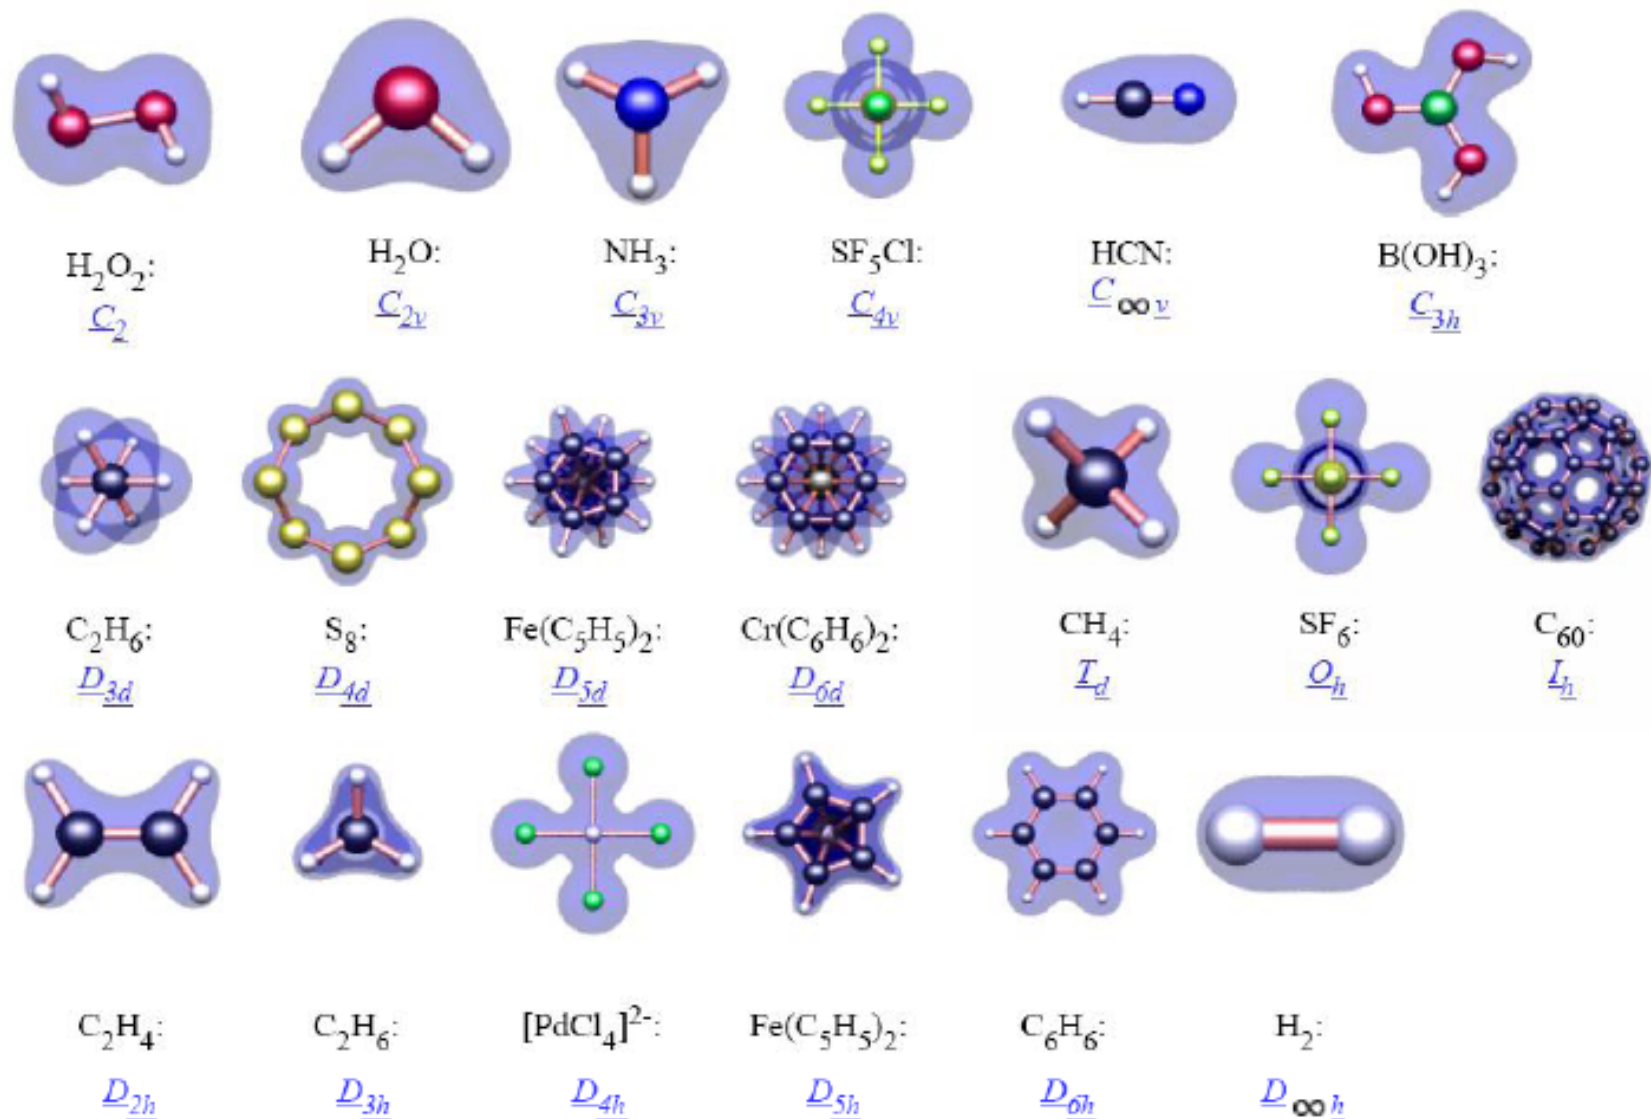 H₂O₂: H₂O: NH₃: SF₅Cl: HCN: B(OH)₃:
C₂ C₂ᵥ C₃ᵥ C₄ᵥ C∞ᵥ C₃ₕ
C₂H₆: S₈: Fe(C₅H₅)₂: Cr(C₆H₆)₂: CH₄: SF₆: C₆₀:
D₃d D₄d D₅d D₆d T_d Oₕ Iₕ
C₂H₄: C₂H₆: [PdCl₄]²⁻: Fe(C₅H₅)₂: C₆H₆: H₂:
D₂ₕ D₃ₕ D₄ₕ D₅ₕ D₆ₕ D∞ₕ